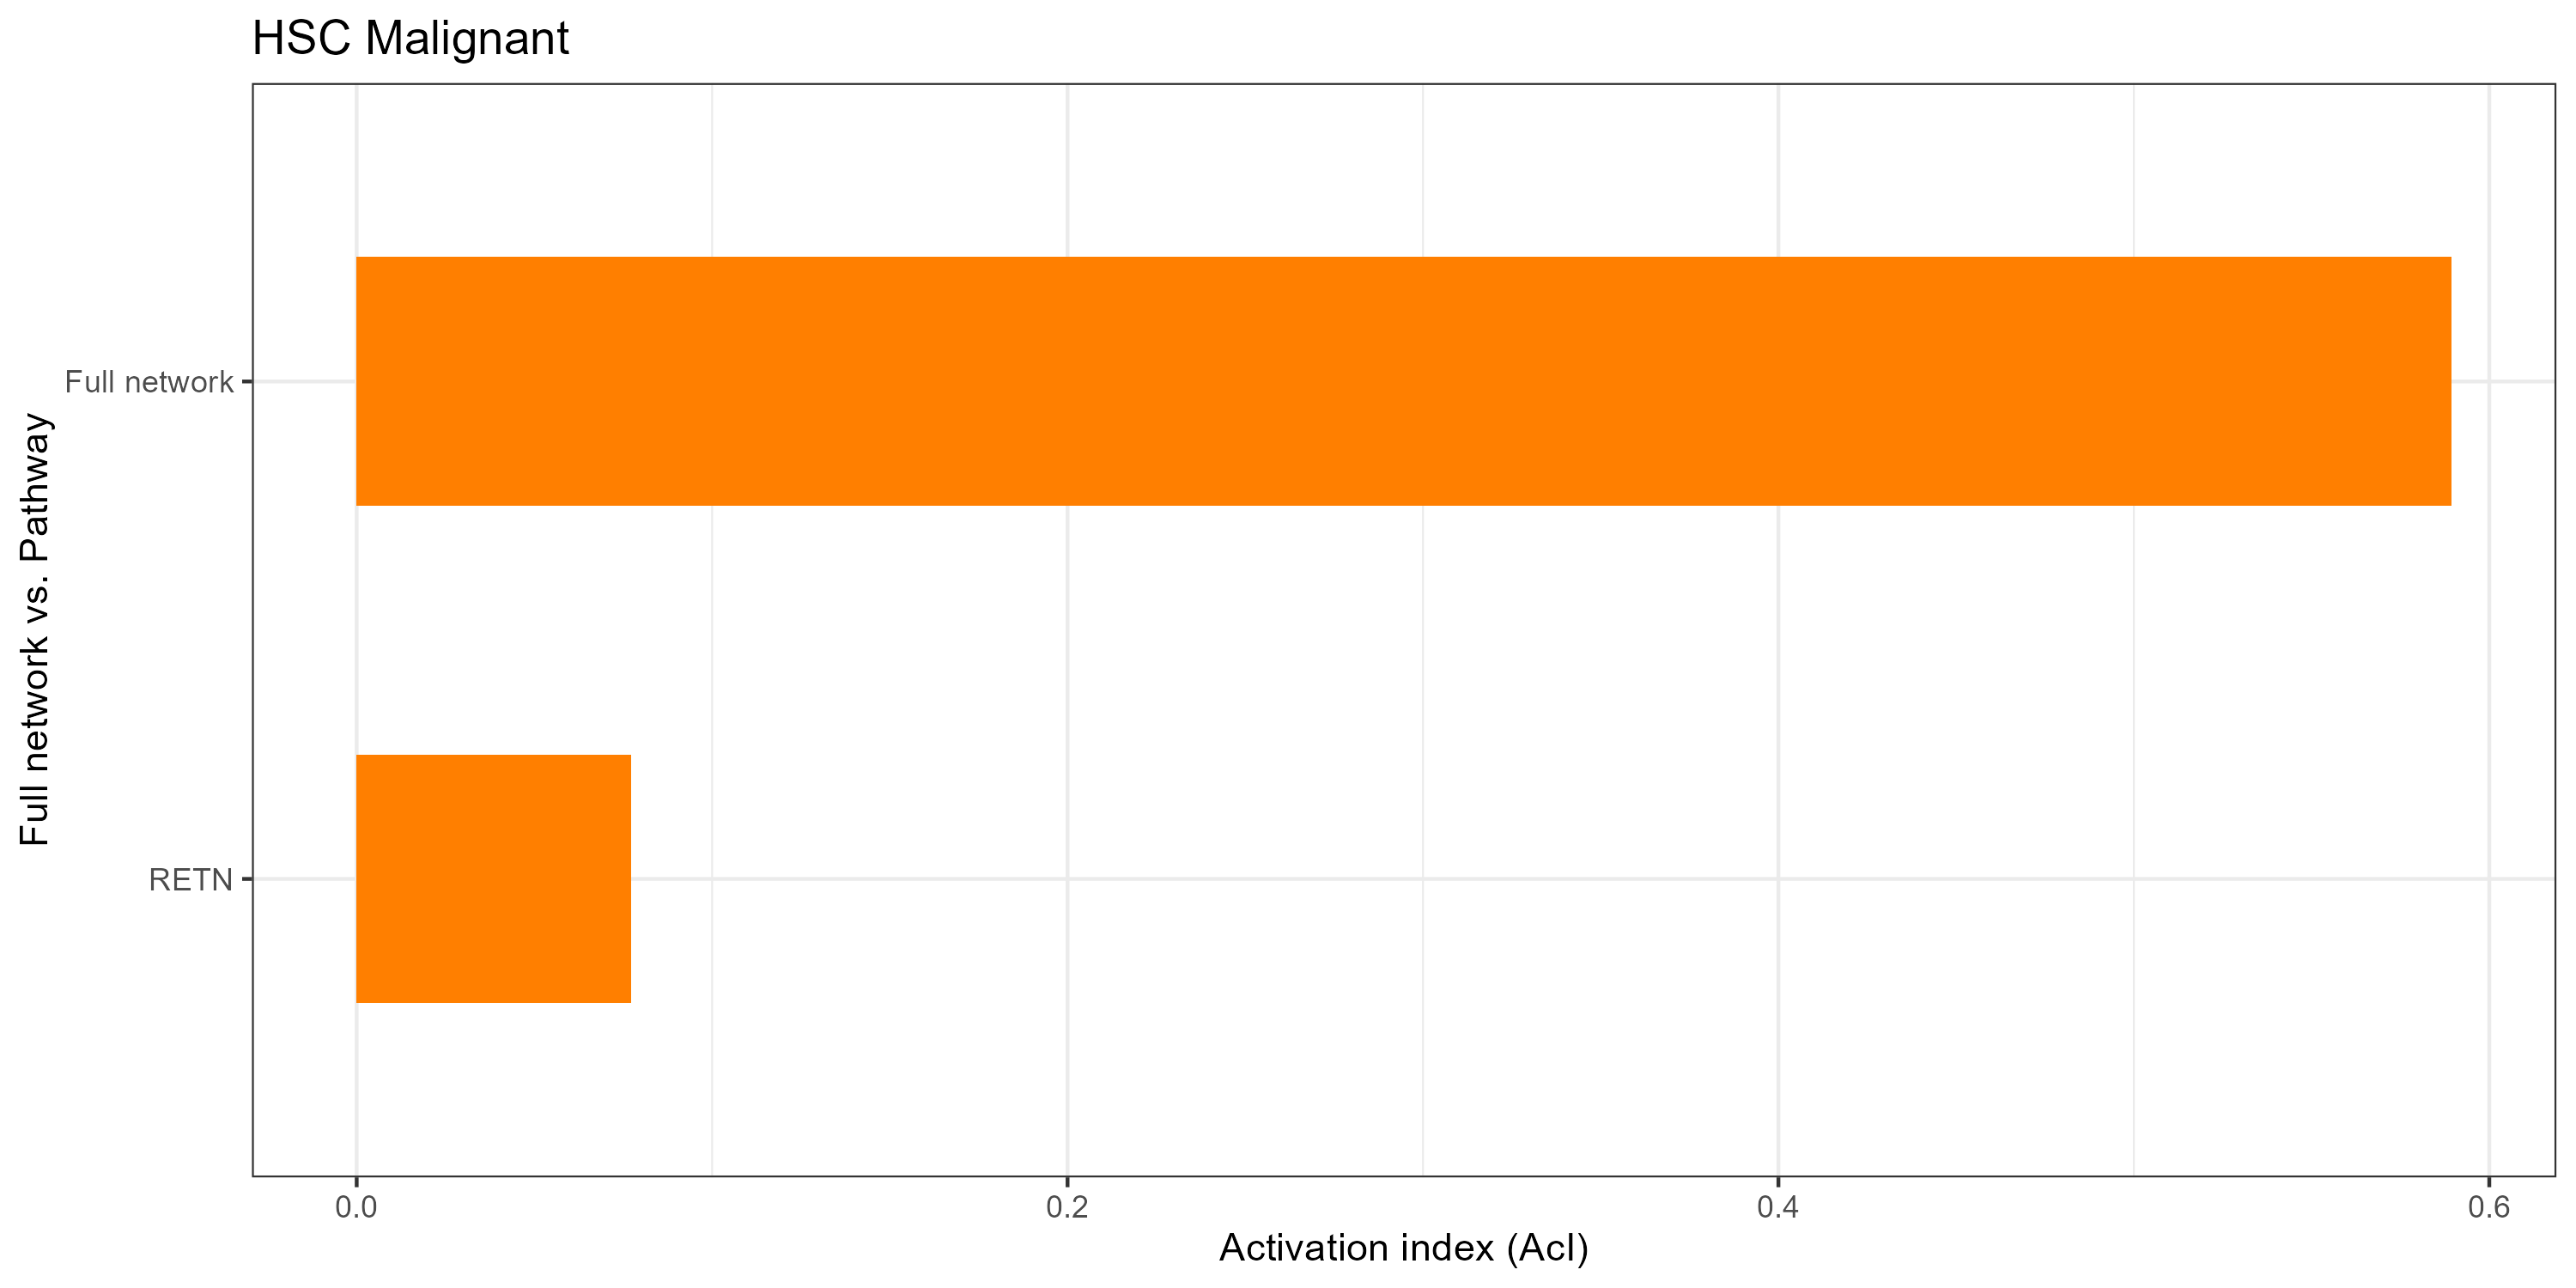 HSC Malignant
Full network vs. Pathway
Full network
RETN
0.0
0.2
0.4
0.6
Activation index (AcI)